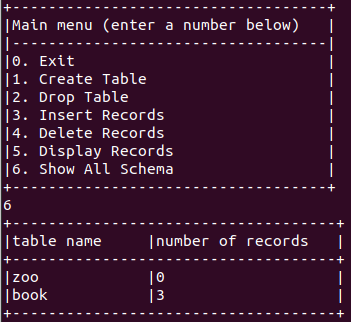 +-----------------------------------+
|Main menu (enter a number below)   |
|-----------------------------------|
|0. Exit                            |
|1. Create Table                    |
|2. Drop Table                      |
|3. Insert Records                  |
|4. Delete Records                  |
|5. Display Records                 |
|6. Show All Schema                 |
+-----------------------------------+
6
+------------------------------------+
|table name     |number of records   |
+------------------------------------+
|zoo            |0                   |
|book           |3                   |
+------------------------------------+